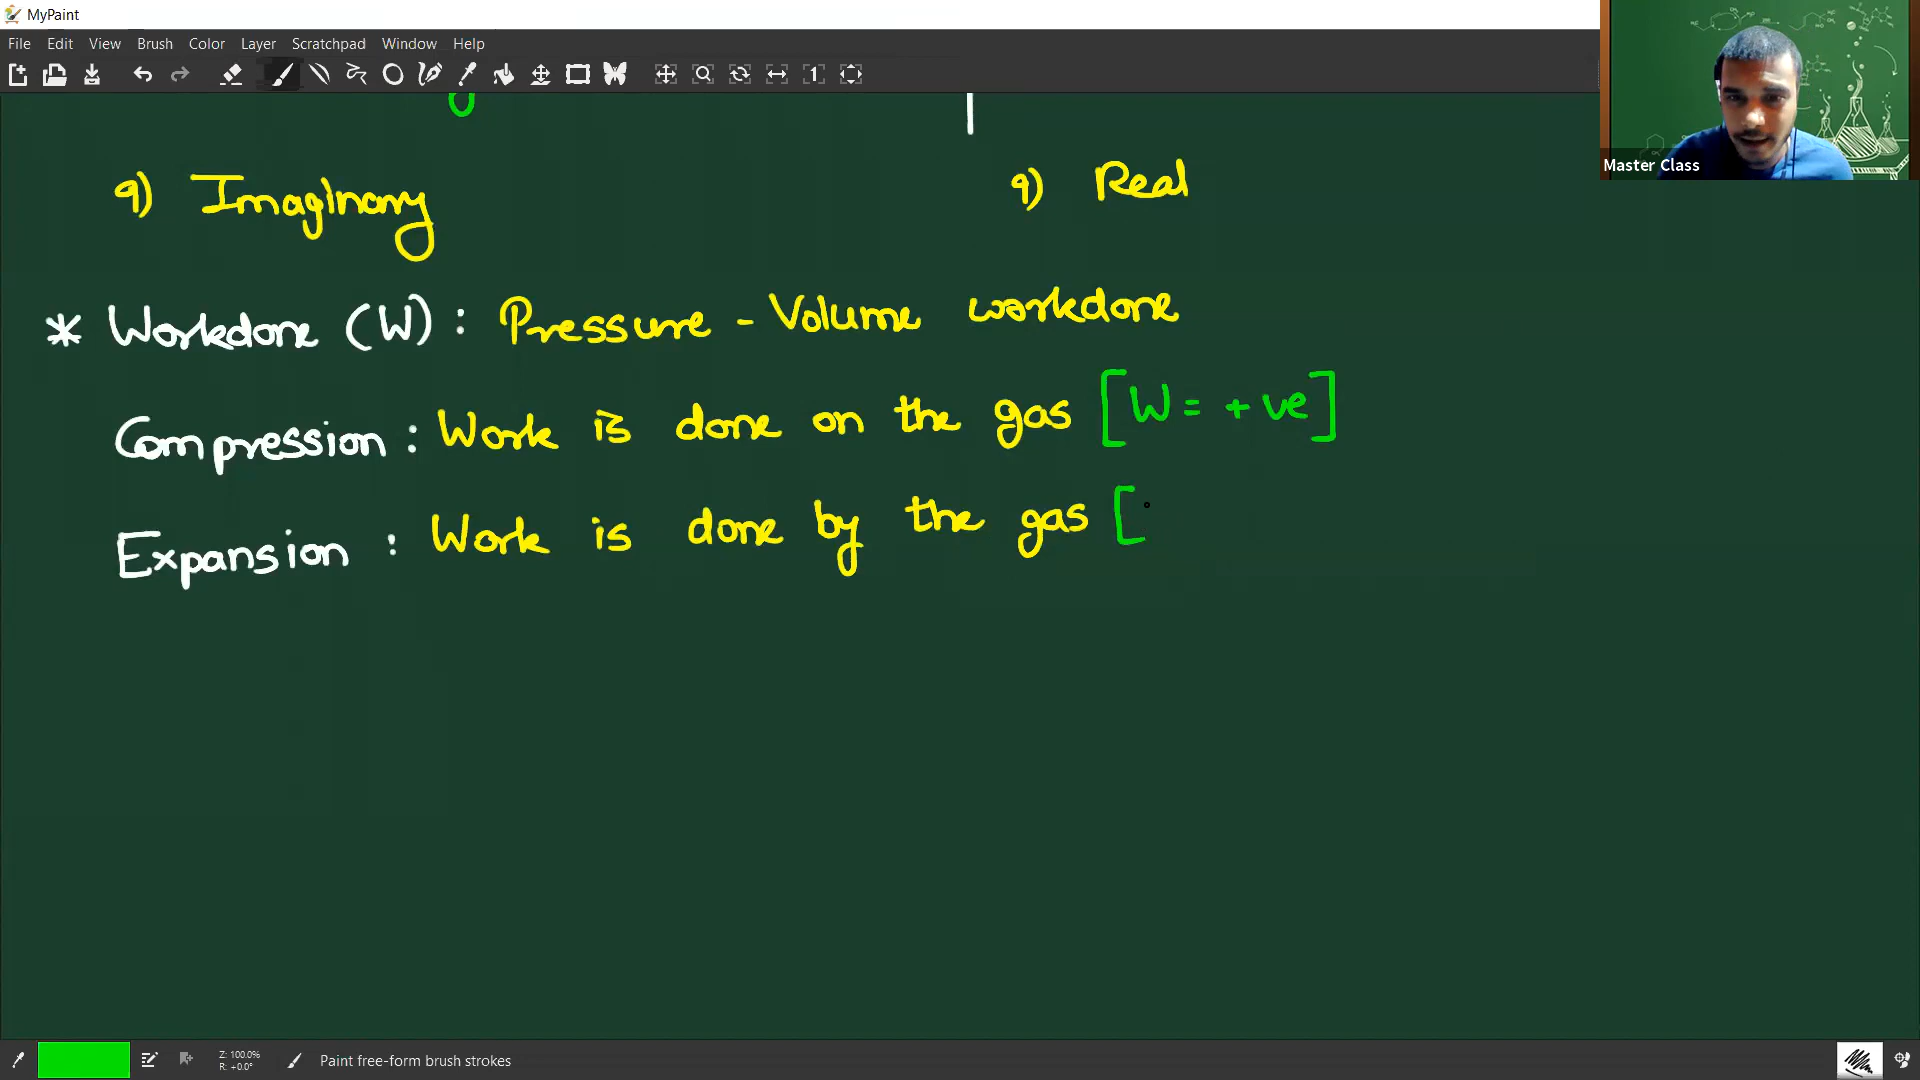 MyPaint
File Edit View Brush Color Layer Scratchpad Window Help
Master Class
9) Imaginary
9) Real
* Workdone (W) : Pressure - Volume workdone
Compression : Work is done on the gas [W = +ve]
Expansion : Work is done by the gas [
Z: 100.0%
R: +0.0°
Paint free-form brush strokes